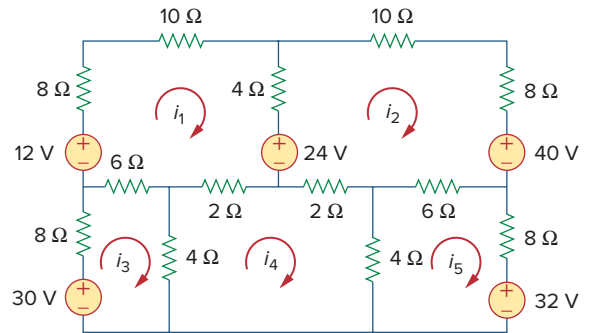 10 Ω 10 Ω
8 Ω 4 Ω 8 Ω
i1 i2
12 V + − 6 Ω + − 24 V + − 40 V
2 Ω 2 Ω 6 Ω
8 Ω 4 Ω 4 Ω 8 Ω
i3 i4 i5
30 V + − + − 32 V